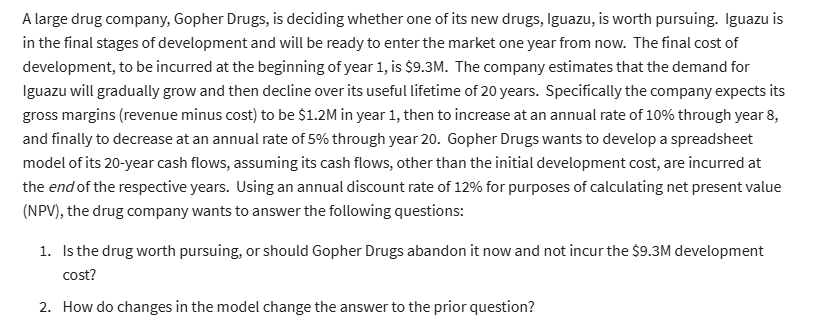 A large drug company, Gopher Drugs, is deciding whether one of its new drugs, Iguazu, is worth pursuing. Iguazu is
in the final stages of development and will be ready to enter the market one year from now. The final cost of
development, to be incurred at the beginning of year 1, is $9.3M. The company estimates that the demand for
Iguazu will gradually grow and then decline over its useful lifetime of 20 years. Specifically the company expects its
gross margins (revenue minus cost) to be $1.2M in year 1, then to increase at an annual rate of 10% through year 8,
and finally to decrease at an annual rate of 5% through year 20. Gopher Drugs wants to develop a spreadsheet
model of its 20-year cash flows, assuming its cash flows, other than the initial development cost, are incurred at
the end of the respective years. Using an annual discount rate of 12% for purposes of calculating net present value
(NPV), the drug company wants to answer the following questions:
1. Is the drug worth pursuing, or should Gopher Drugs abandon it now and not incur the $9.3M development
cost?
2. How do changes in the model change the answer to the prior question?